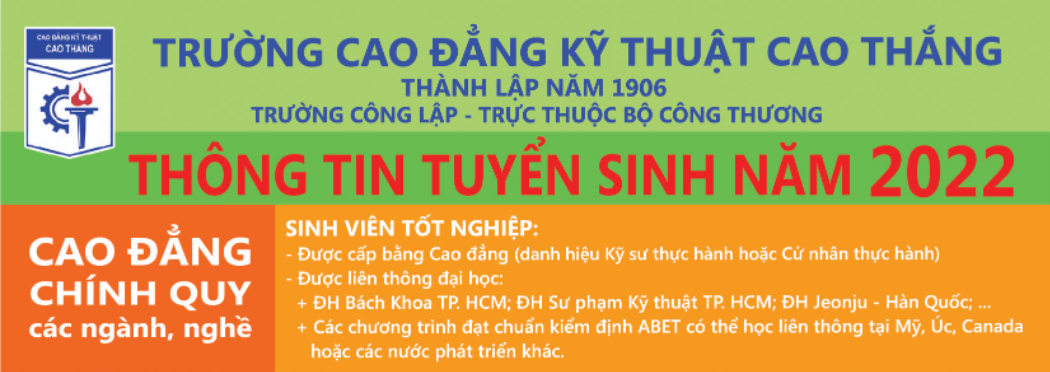 CAO ĐẲNG KỸ THUẬT
CAO THẮNG
TRƯỜNG CAO ĐẲNG KỸ THUẬT CAO THẮNG
THÀNH LẬP NĂM 1906
TRƯỜNG CÔNG LẬP - TRỰC THUỘC BỘ CÔNG THƯƠNG
THÔNG TIN TUYỂN SINH NĂM 2022
CAO ĐẲNG
CHÍNH QUY
các ngành, nghề
SINH VIÊN TỐT NGHIỆP:
- Được cấp bằng Cao đẳng (danh hiệu Kỹ sư thực hành hoặc Cử nhân thực hành)
- Được liên thông đại học:
+ ĐH Bách Khoa TP. HCM; ĐH Sư phạm Kỹ thuật TP. HCM; ĐH Jeonju - Hàn Quốc; ...
+ Các chương trình đạt chuẩn kiểm định ABET có thể học liên thông tại Mỹ, Úc, Canada
hoặc các nước phát triển khác.